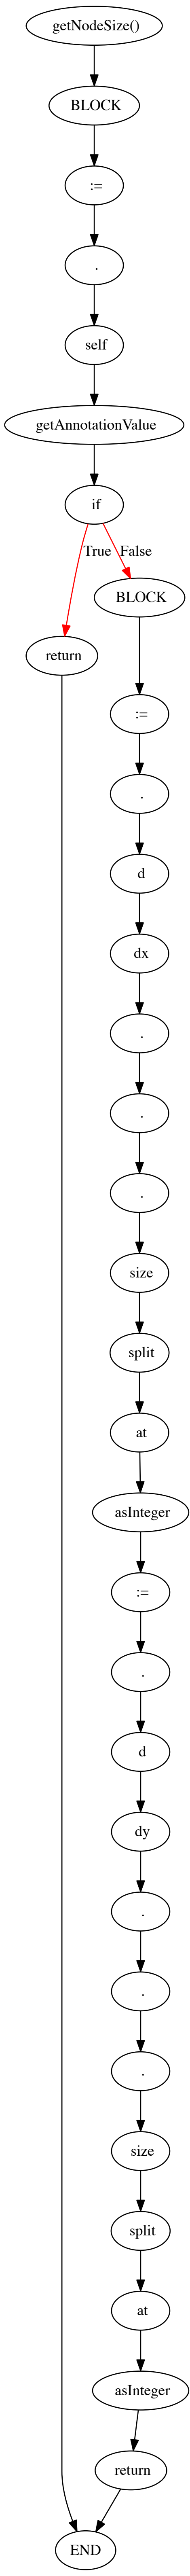 getNodeSize()
BLOCK
:=
.
self
getAnnotationValue
if
True False
BLOCK
return
:=
.
d
dx
.
.
.
size
split
at
asInteger
:=
.
d
dy
.
.
.
size
split
at
asInteger
return
END